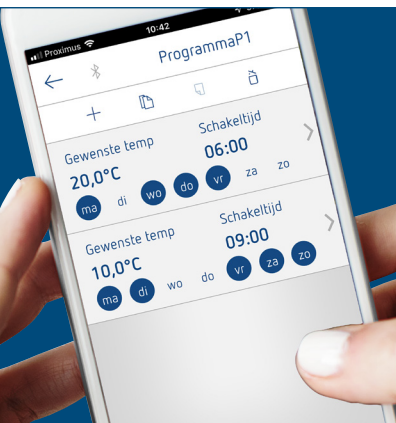 Proximus 10:42
ProgrammaP1
Gewenste temp Schakeltijd
20,0°C 06:00
ma di wo do vr za zo
Gewenste temp Schakeltijd
10,0°C 09:00
ma di wo do vr za zo